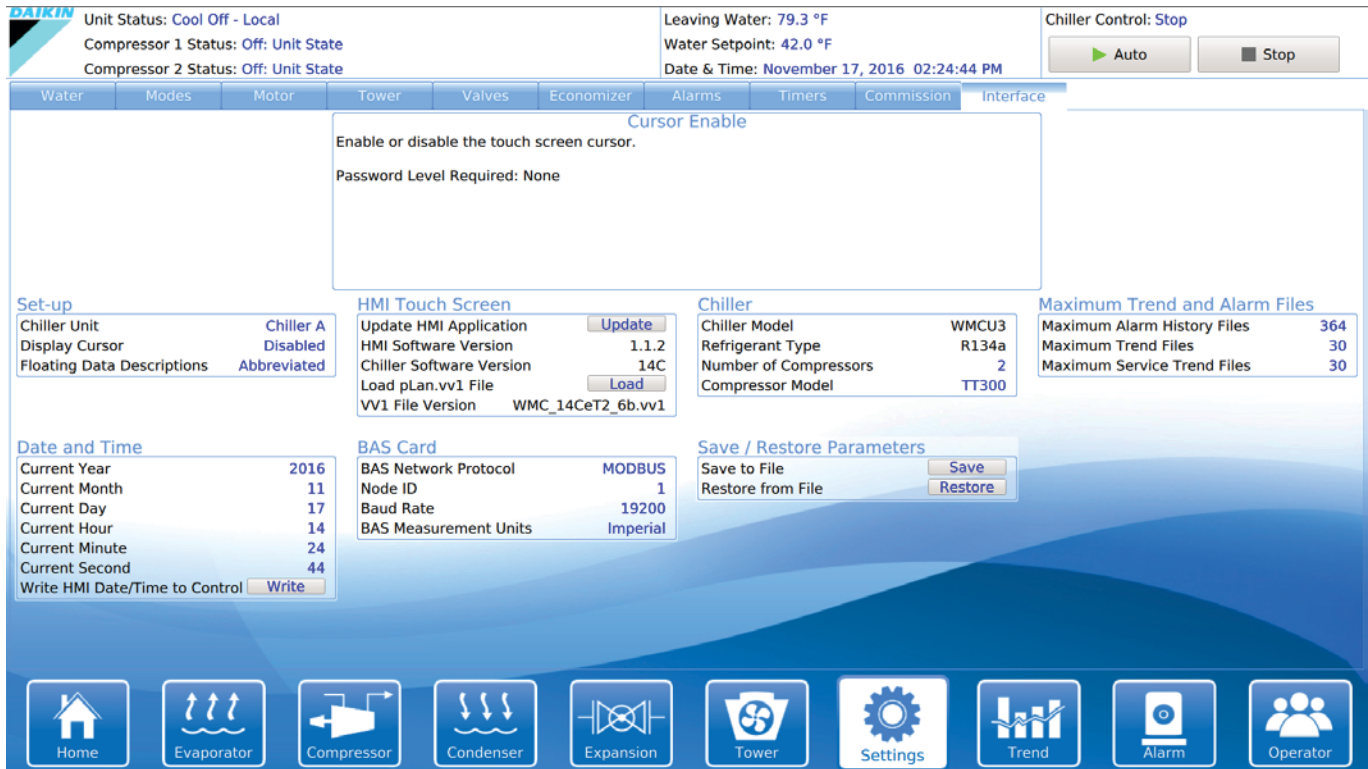 DAIKIN
Unit Status: Cool Off - Local
Compressor 1 Status: Off: Unit State
Compressor 2 Status: Off: Unit State
Leaving Water: 79.3 °F
Water Setpoint: 42.0 °F
Date & Time: November 17, 2016 02:24:44 PM
Chiller Control: Stop
Auto Stop
Water Modes Motor Tower Valves Economizer Alarms Timers Commission Interface
Cursor Enable
Enable or disable the touch screen cursor.
Password Level Required: None
Set-up
Chiller Unit Chiller A
Display Cursor Disabled
Floating Data Descriptions Abbreviated
HMI Touch Screen
Update HMI Application Update
HMI Software Version 1.1.2
Chiller Software Version 14C
Load pLan.vv1 File Load
VV1 File Version WMC_14CeT2_6b.vv1
Chiller
Chiller Model WMCU3
Refrigerant Type R134a
Number of Compressors 2
Compressor Model TT300
Maximum Trend and Alarm Files
Maximum Alarm History Files 364
Maximum Trend Files 30
Maximum Service Trend Files 30
Date and Time
Current Year 2016
Current Month 11
Current Day 17
Current Hour 14
Current Minute 24
Current Second 44
Write HMI Date/Time to Control Write
BAS Card
BAS Network Protocol MODBUS
Node ID 1
Baud Rate 19200
BAS Measurement Units Imperial
Save / Restore Parameters
Save to File Save
Restore from File Restore
Home Evaporator Compressor Condenser Expansion Tower Settings Trend Alarm Operator